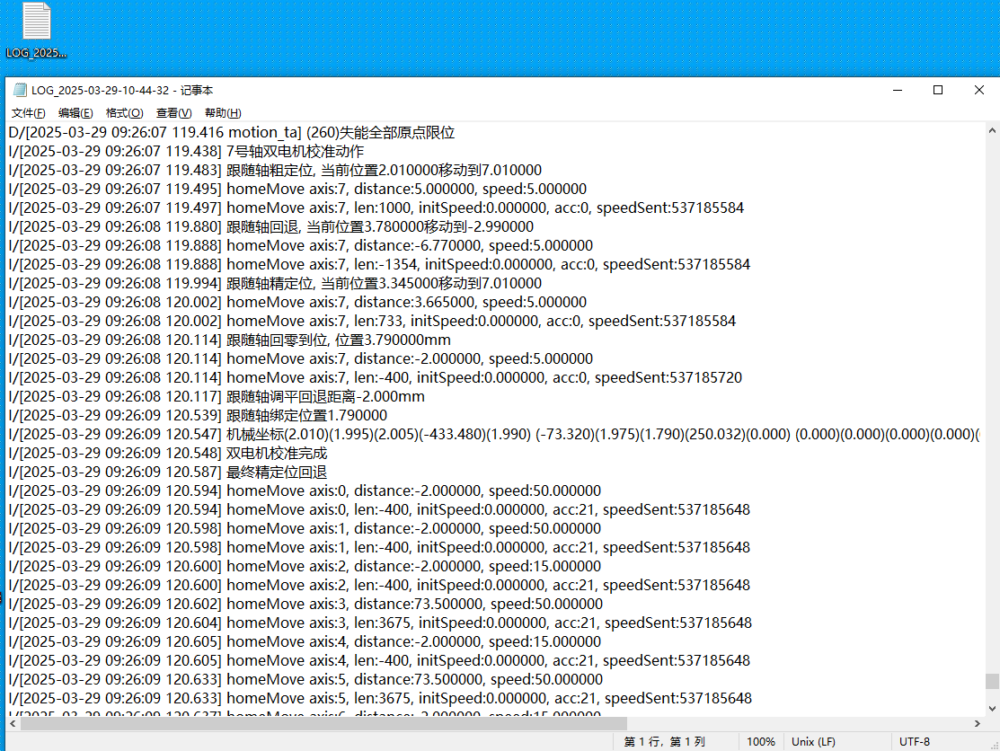 LOG_2025...
LOG_2025-03-29-10-44-32 - 记事本
文件(F) 编辑(E) 格式(O) 查看(V) 帮助(H)
D/[2025-03-29 09:26:07 119.416 motion_ta] (260)失能全部原点限位
I/[2025-03-29 09:26:07 119.438] 7号轴双电机校准动作
I/[2025-03-29 09:26:07 119.483] 跟随轴粗定位, 当前位置2.010000移动到7.010000
I/[2025-03-29 09:26:07 119.495] homeMove axis:7, distance:5.000000, speed:5.000000
I/[2025-03-29 09:26:07 119.497] homeMove axis:7, len:1000, initSpeed:0.000000, acc:0, speedSent:537185584
I/[2025-03-29 09:26:08 119.880] 跟随轴回退, 当前位置3.780000移动到-2.990000
I/[2025-03-29 09:26:08 119.888] homeMove axis:7, distance:-6.770000, speed:5.000000
I/[2025-03-29 09:26:08 119.888] homeMove axis:7, len:-1354, initSpeed:0.000000, acc:0, speedSent:537185584
I/[2025-03-29 09:26:08 119.994] 跟随轴精定位, 当前位置3.345000移动到7.010000
I/[2025-03-29 09:26:08 120.002] homeMove axis:7, distance:3.665000, speed:5.000000
I/[2025-03-29 09:26:08 120.002] homeMove axis:7, len:733, initSpeed:0.000000, acc:0, speedSent:537185584
I/[2025-03-29 09:26:08 120.114] 跟随轴回零到位, 位置3.790000mm
I/[2025-03-29 09:26:08 120.114] homeMove axis:7, distance:-2.000000, speed:5.000000
I/[2025-03-29 09:26:08 120.114] homeMove axis:7, len:-400, initSpeed:0.000000, acc:0, speedSent:537185720
I/[2025-03-29 09:26:08 120.117] 跟随轴调平回退距离-2.000mm
I/[2025-03-29 09:26:09 120.539] 跟随轴绑定位置1.790000
I/[2025-03-29 09:26:09 120.547] 机械坐标(2.010)(1.995)(2.005)(-433.480)(1.990) (-73.320)(1.975)(1.790)(250.032)(0.000) (0.000)(0.000)(0.000)(0.000)(
I/[2025-03-29 09:26:09 120.548] 双电机校准完成
I/[2025-03-29 09:26:09 120.587] 最终精定位回退
I/[2025-03-29 09:26:09 120.594] homeMove axis:0, distance:-2.000000, speed:50.000000
I/[2025-03-29 09:26:09 120.594] homeMove axis:0, len:-400, initSpeed:0.000000, acc:21, speedSent:537185648
I/[2025-03-29 09:26:09 120.598] homeMove axis:1, distance:-2.000000, speed:50.000000
I/[2025-03-29 09:26:09 120.598] homeMove axis:1, len:-400, initSpeed:0.000000, acc:21, speedSent:537185648
I/[2025-03-29 09:26:09 120.600] homeMove axis:2, distance:-2.000000, speed:15.000000
I/[2025-03-29 09:26:09 120.600] homeMove axis:2, len:-400, initSpeed:0.000000, acc:21, speedSent:537185648
I/[2025-03-29 09:26:09 120.602] homeMove axis:3, distance:73.500000, speed:50.000000
I/[2025-03-29 09:26:09 120.604] homeMove axis:3, len:3675, initSpeed:0.000000, acc:21, speedSent:537185648
I/[2025-03-29 09:26:09 120.605] homeMove axis:4, distance:-2.000000, speed:15.000000
I/[2025-03-29 09:26:09 120.605] homeMove axis:4, len:-400, initSpeed:0.000000, acc:21, speedSent:537185648
I/[2025-03-29 09:26:09 120.633] homeMove axis:5, distance:73.500000, speed:50.000000
I/[2025-03-29 09:26:09 120.633] homeMove axis:5, len:3675, initSpeed:0.000000, acc:21, speedSent:537185648
I/[2025-03-29 09:26:09 120.637] homeMove axis:6, distance:-2.000000, speed:15.000000
第 1 行, 第 1 列 100% Unix (LF) UTF-8